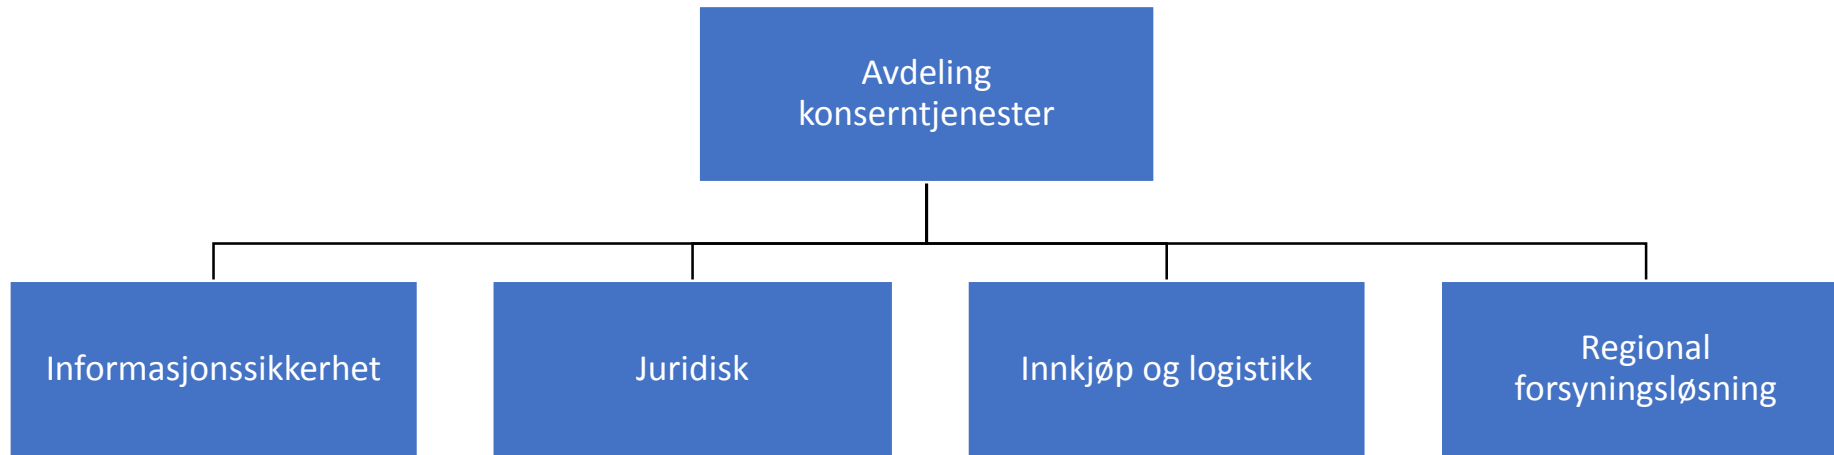 Avdeling
konserntjenester
Informasjonssikkerhet
Juridisk
Innkjøp og logistikk
Regional
forsyningsløsning